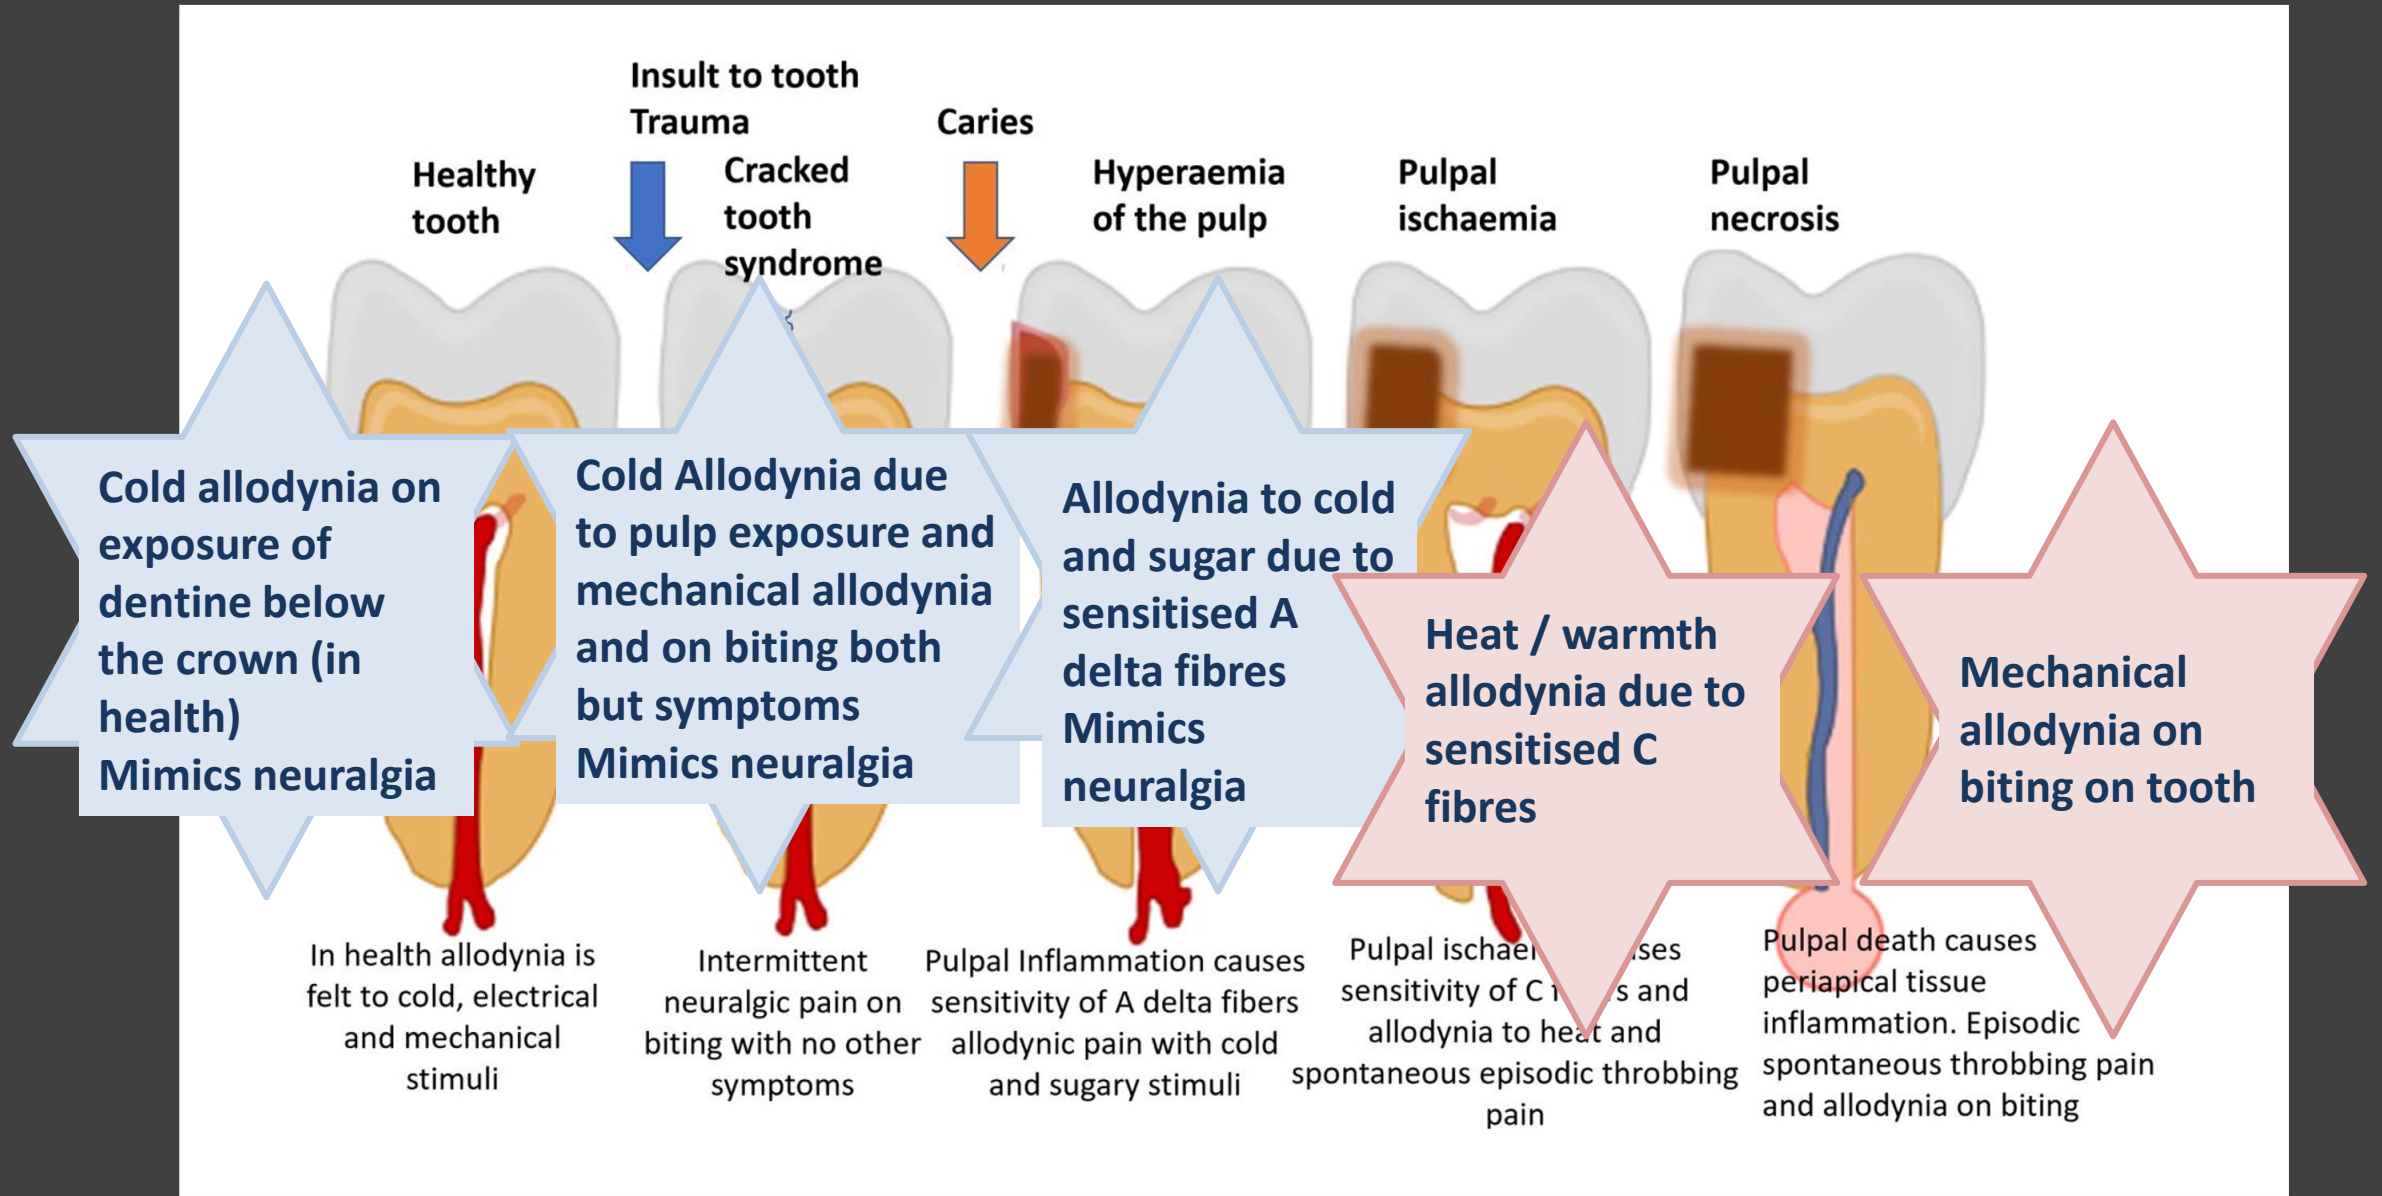 Insult to tooth
Trauma
Caries
Healthy
tooth
Cracked
tooth
syndrome
Hyperaemia
of the pulp
Pulpal
ischaemia
Pulpal
necrosis
Cold allodynia on
exposure of
dentine below
the crown (in
health)
Mimics neuralgia
Cold Allodynia due
to pulp exposure and
mechanical allodynia
and on biting both
but symptoms
Mimics neuralgia
Allodynia to cold
and sugar due to
sensitised A
delta fibres
Mimics
neuralgia
Heat / warmth
allodynia due to
sensitised C
fibres
Mechanical
allodynia on
biting on tooth
In health allodynia is
felt to cold, electrical
and mechanical
stimuli
Intermittent
neuralgic pain on
biting with no other
symptoms
Pulpal Inflammation causes
sensitivity of A delta fibers
allodynic pain with cold
and sugary stimuli
Pulpal
sensitivity of C and
allodynia to heat and
spontaneous episodic throbbing
pain
Pulpal death causes
periapical tissue
inflammation. Episodic
spontaneous throbbing pain
and allodynia on biting